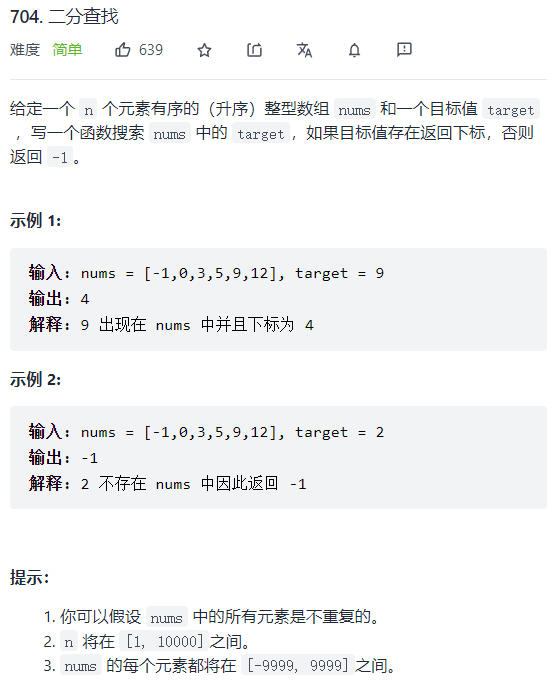 704. 二分查找
难度 简单 639
给定一个 n 个元素有序的（升序）整型数组 nums 和一个目标值 target
，写一个函数搜索 nums 中的 target，如果目标值存在返回下标，否则
返回 -1。
示例 1:
输入: nums = [-1,0,3,5,9,12], target = 9
输出: 4
解释: 9 出现在 nums 中并且下标为 4
示例 2:
输入: nums = [-1,0,3,5,9,12], target = 2
输出: -1
解释: 2 不存在 nums 中因此返回 -1
提示：
1. 你可以假设 nums 中的所有元素是不重复的。
2. n 将在 [1, 10000]之间。
3. nums 的每个元素都将在 [-9999, 9999]之间。